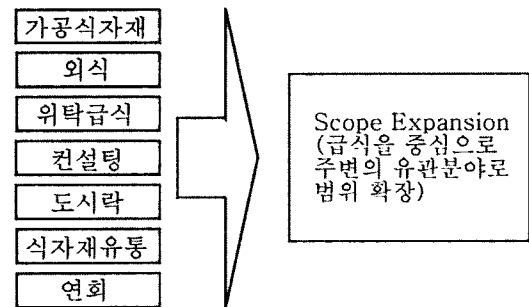 가공식자재
외식
위탁급식
컨설팅
도시락
식자재유통
연회
Scope Expansion
(급식을 중심으로
주변의 유관분야로
범위 확장)